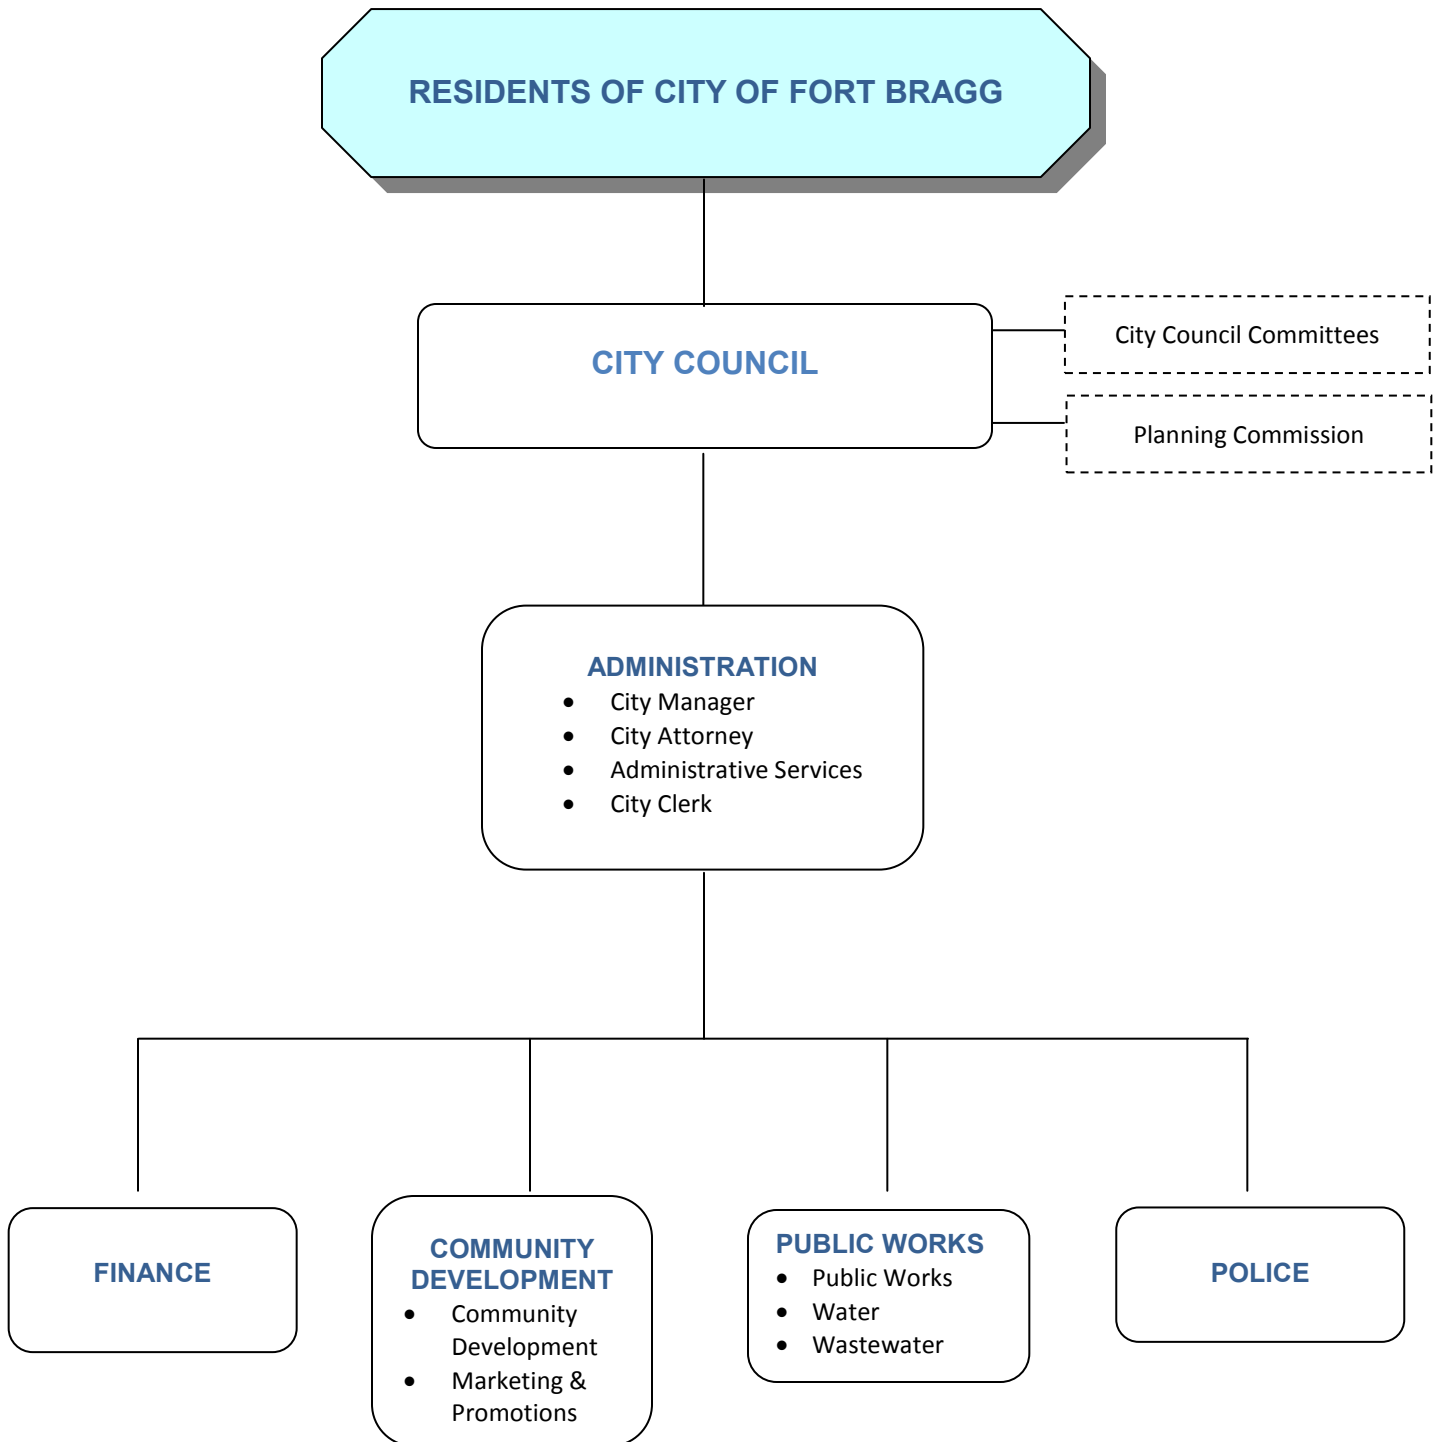 RESIDENTS OF CITY OF FORT BRAGG
CITY COUNCIL
City Council Committees
Planning Commission
ADMINISTRATION
• City Manager
• City Attorney
• Administrative Services
• City Clerk
FINANCE
COMMUNITY
DEVELOPMENT
• Community
Development
• Marketing &
Promotions
PUBLIC WORKS
• Public Works
• Water
• Wastewater
POLICE